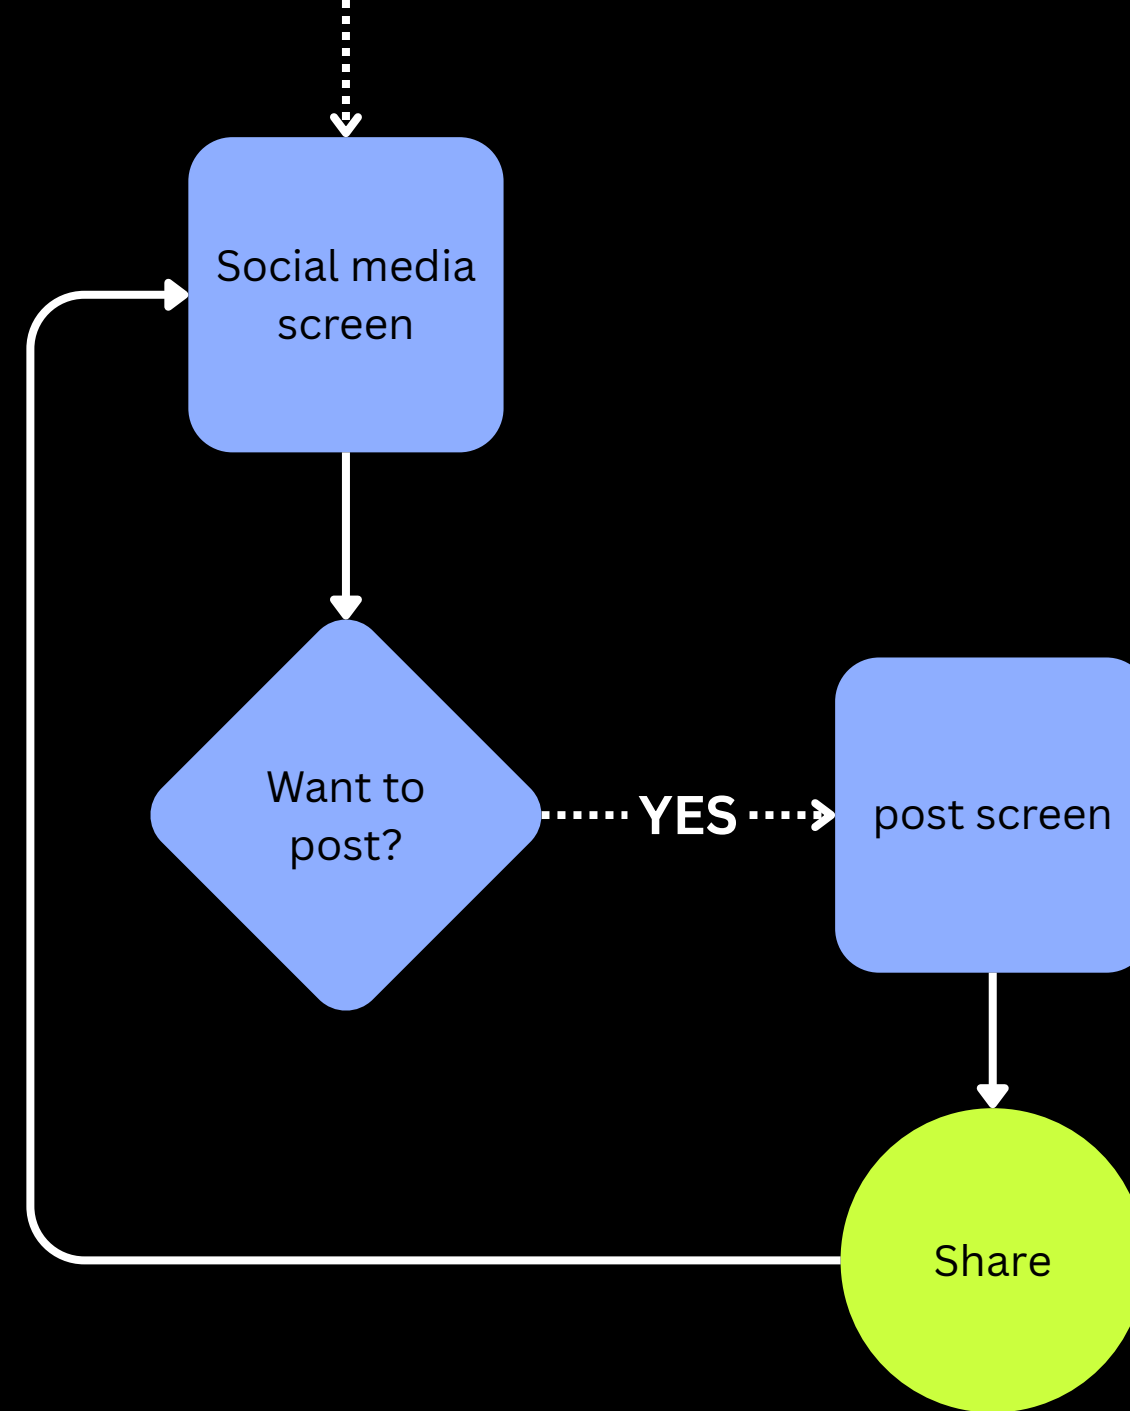 Social media
screen
Want to
post?
YES
post screen
Share